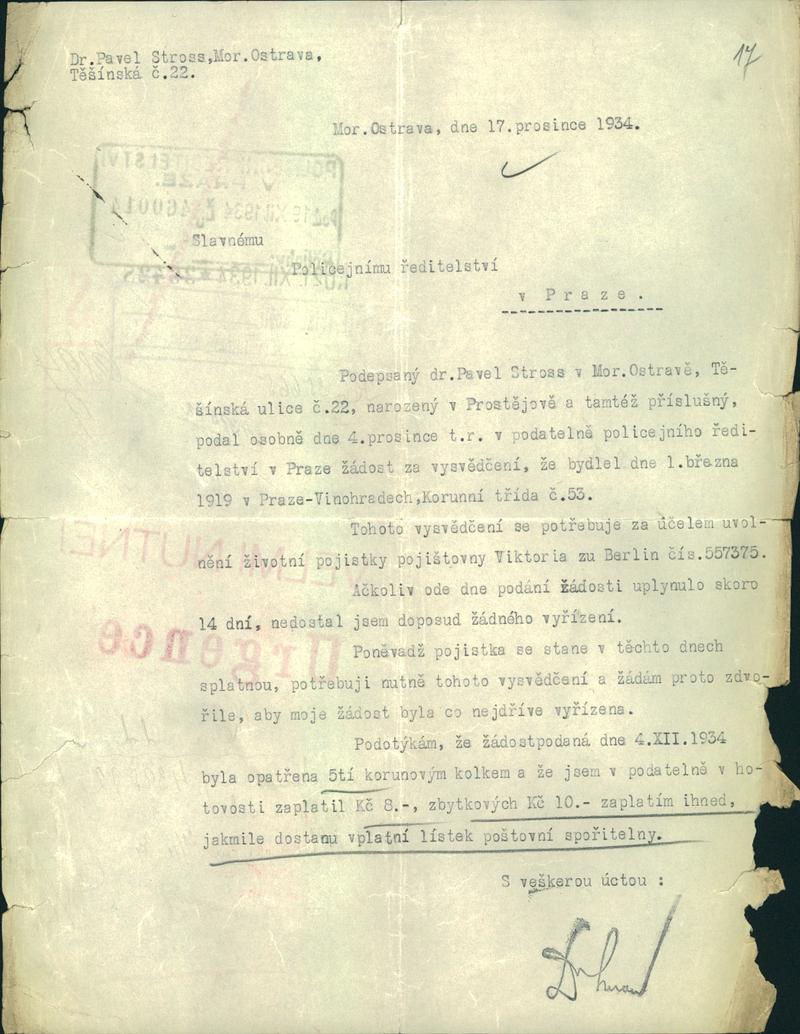 Dr.Pavel Stross,Mor.Ostrava,
Těšínská č.22.
17
Mor.Ostrava, dne 17.prosince 1934.
Slavnému
Policejnímu ředitelství
v Praze.
Podepsaný dr.Pavel Stross v Mor.Ostravě, Tě-
šínská ulice č.22, narozený v Prostějově a tamtéž příslušný,
podal osobně dne 4.prosince t.r. v podatelně policejního ředi-
telství v Praze žádost za vysvědčení, že bydlel dne 1.března
1919 v Praze-Vinohradech,Korunní třída č.53.
Tohoto vysvědčení se potřebuje za účelem uvol-
nění životní pojistky pojišťovny Viktoria zu Berlin čís.557375.
Ačkoliv ode dne podání žádosti uplynulo skoro
14 dní, nedostal jsem doposud žádného vyřízení.
Poněvadž pojistka se stane v těchto dnech
splatnou, potřebuji nutně tohoto vysvědčení a žádám proto zdvo-
řile, aby moje žádost byla co nejdříve vyřízena.
Podotýkám, že žádostpodaná dne 4.XII.1934
byla opatřena 5tí korunovým kolkem a že jsem v podatelně v ho-
tovosti zaplatil Kč 8.-, zbytkových Kč 10.- zaplatím ihned,
jakmile dostanu vplatní lístek poštovní spořitelny.
S veškerou úctou :